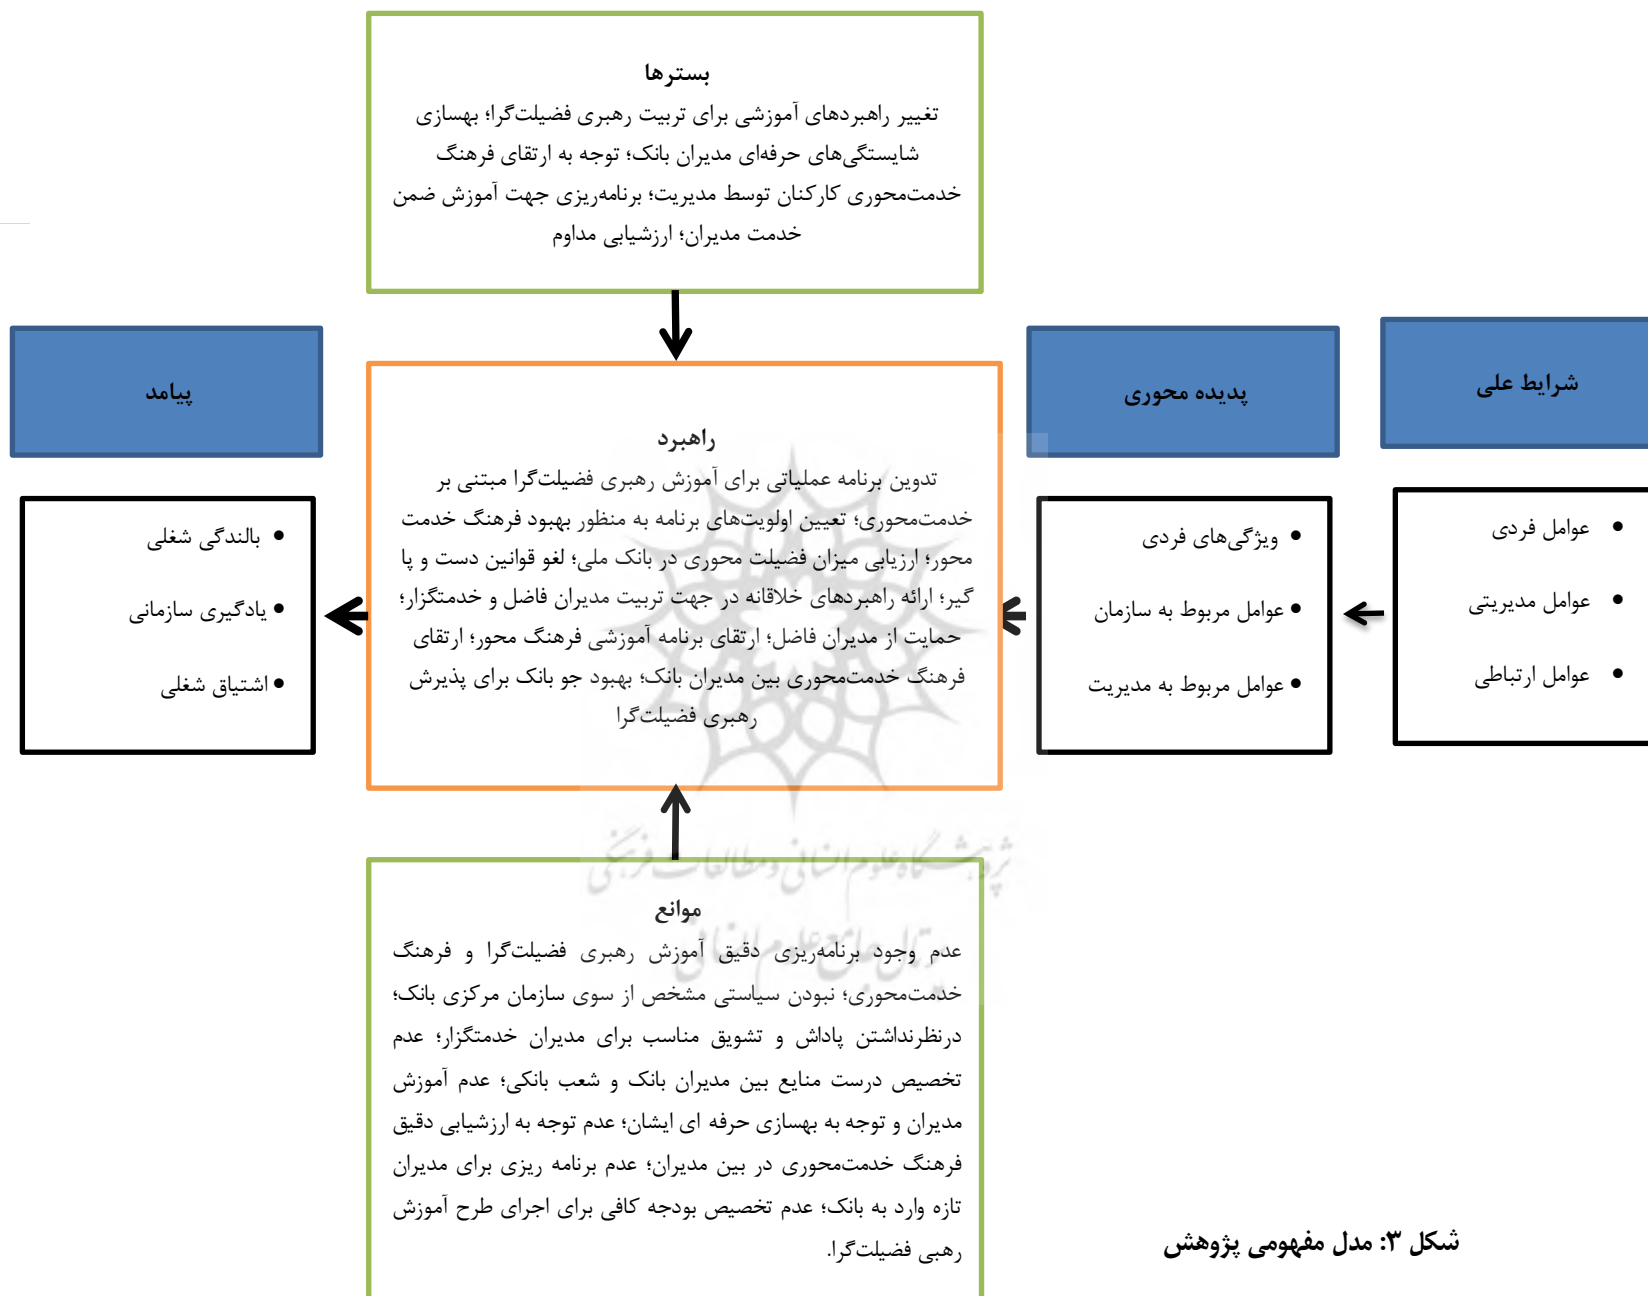 بسترها
تغییر راهبردهای آموزشی برای تربیت رهبری فضیلت‌گرا؛ بهسازی
شایستگی‌های حرفه‌ای مدیران بانک؛ توجه به ارتقای فرهنگ
خدمت‌محوری کارکنان توسط مدیریت؛ برنامه‌ریزی جهت آموزش ضمن
خدمت مدیران؛ ارزشیابی مداوم
شرایط علی
عوامل فردی
عوامل مدیریتی
عوامل ارتباطی
پدیده محوری
ویژگی‌های فردی
عوامل مربوط به سازمان
عوامل مربوط به مدیریت
راهبرد
تدوین برنامه عملیاتی برای آموزش رهبری فضیلت‌گرا مبتنی بر
خدمت‌محوری؛ تعیین اولویت‌های برنامه به منظور بهبود فرهنگ خدمت
محور؛ ارزیابی میزان فضیلت محوری در بانک ملی؛ لغو قوانین دست و پا
گیر؛ ارائه راهبردهای خلاقانه در جهت تربیت مدیران فاضل و خدمتگزار؛
حمایت از مدیران فاضل؛ ارتقای برنامه آموزشی فرهنگ محور؛ ارتقای
فرهنگ خدمت‌محوری بین مدیران بانک؛ بهبود جو بانک برای پذیرش
رهبری فضیلت‌گرا
پیامد
بالندگی شغلی
یادگیری سازمانی
اشتیاق شغلی
پژوهشگاه علوم انسانی و مطالعات فرهنگی
پرتال جامع علوم انسانی
موانع
عدم وجود برنامه‌ریزی دقیق آموزش رهبری فضیلت‌گرا و فرهنگ
خدمت‌محوری؛ نبودن سیاستی مشخص از سوی سازمان مرکزی بانک؛
درنظرنداشتن پاداش و تشویق مناسب برای مدیران خدمتگزار؛ عدم
تخصیص درست منابع بین مدیران بانک و شعب بانکی؛ عدم آموزش
مدیران و توجه به بهسازی حرفه ای ایشان؛ عدم توجه به ارزشیابی دقیق
فرهنگ خدمت‌محوری در بین مدیران؛ عدم برنامه ریزی برای مدیران
تازه وارد به بانک؛ عدم تخصیص بودجه کافی برای اجرای طرح آموزش
رهبی فضیلت‌گرا.
شکل ۳: مدل مفهومی پژوهش